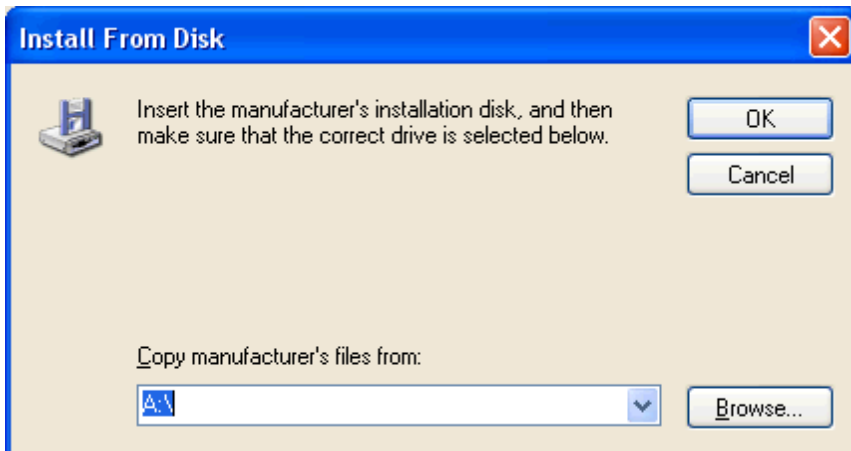 Install From Disk
Insert the manufacturer's installation disk, and then
make sure that the correct drive is selected below.
OK
Cancel
Copy manufacturer's files from:
A:\
Browse...